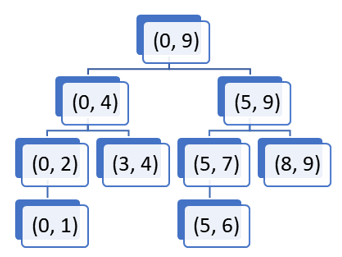 (0, 9)
(0, 4) (5, 9)
(0, 2) (3, 4) (5, 7) (8, 9)
(0, 1) (5, 6)